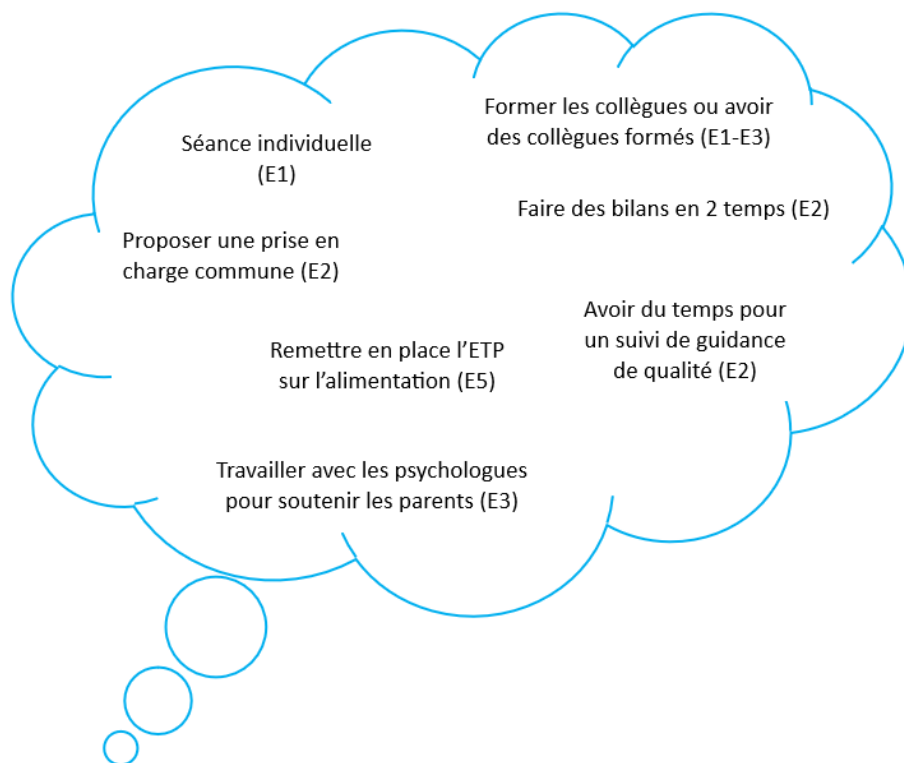 Séance individuelle
(E1)
Former les collègues ou avoir
des collègues formés (E1-E3)
Faire des bilans en 2 temps (E2)
Proposer une prise en
charge commune (E2)
Avoir du temps pour
un suivi de guidance
de qualité (E2)
Remettre en place l’ETP
sur l’alimentation (E5)
Travailler avec les psychologues
pour soutenir les parents (E3)